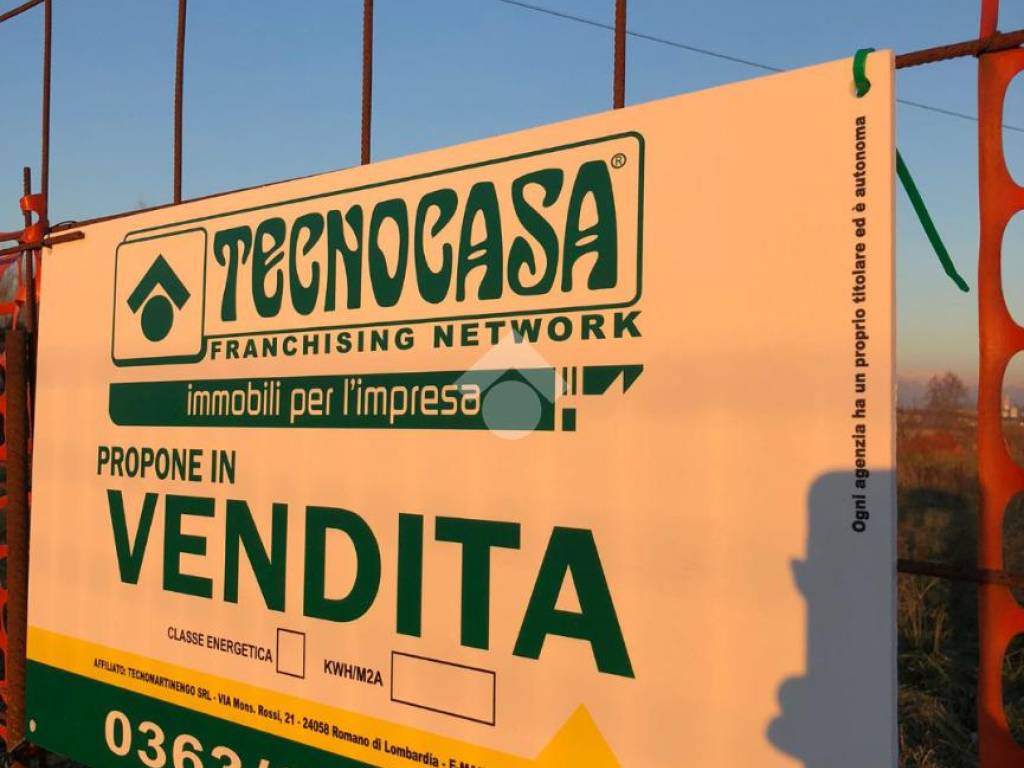 TECNOCASA®
FRANCHISING NETWORK
immobili per l'impresa
PROPONE IN
VENDITA
CLASSE ENERGETICA
KWH/M2A
AFFILIATO: TECNOMARTINENGO SRL - VIA Mons. Rossi, 21 - 24058 Romano di Lombardia -
0363/
Ogni agenzia ha un proprio titolare ed è autonoma